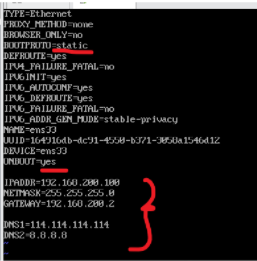 TYPE=Ethernet
PROXY_METHOD=none
BROWSER_ONLY=no
BOOTPROTO=static
DEFROUTE=yes
IPV4_FAILURE_FATAL=no
IPV6INIT=yes
IPV6_AUTOCONF=yes
IPV6_DEFROUTE=yes
IPV6_FAILURE_FATAL=no
IPV6_ADDR_GEN_MODE=stable-privacy
NAME=ens33
UUID=164916db-dc91-4550-b371-3058a1546d12
DEVICE=ens33
ONBOOT=yes
IPADDR=192.168.200.100
NETMASK=255.255.255.0
GATEWAY=192.168.200.2
DNS1=114.114.114.114
DNS2=8.8.8.8
~
~